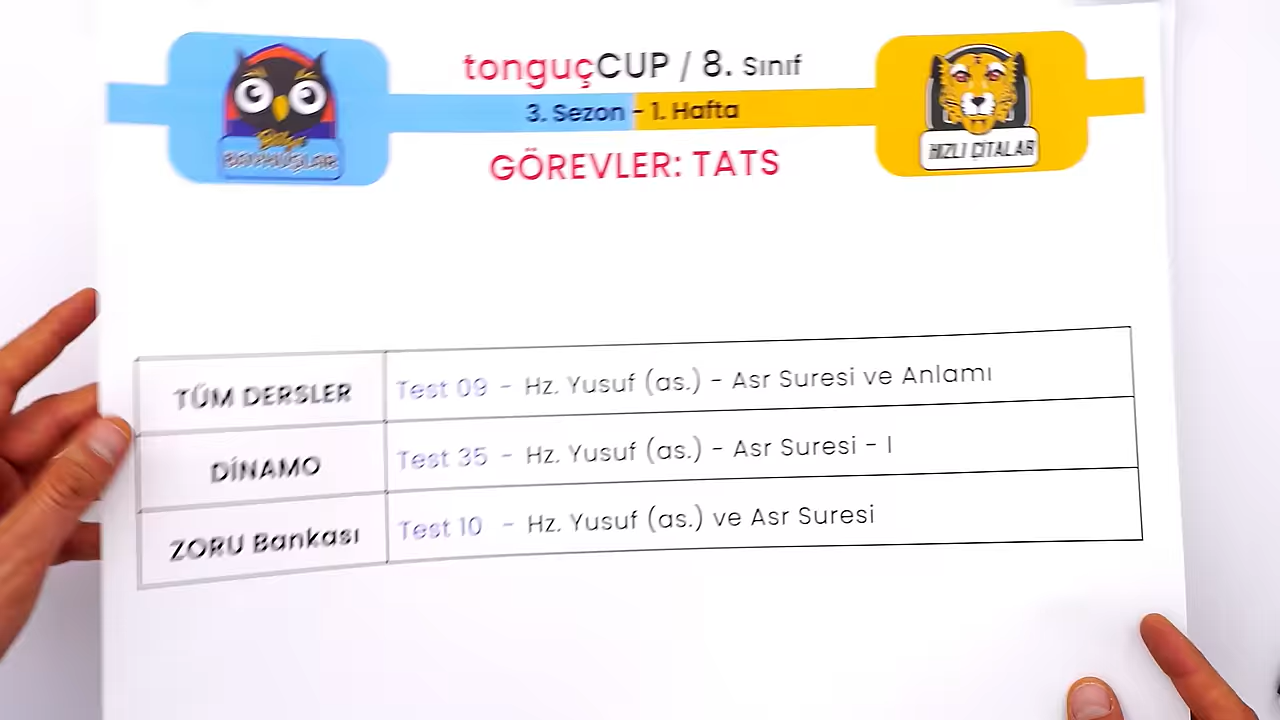 tonguçCUP / 8. Sınıf
3. Sezon - 1. Hafta
GÖREVLER: TATS
Bilge
BAYKUŞLAR
HIZLI ÇITALAR
TÜM DERSLER Test 09 - Hz. Yusuf (as.) - Asr Suresi ve Anlamı
DİNAMO Test 35 - Hz. Yusuf (as.) - Asr Suresi - I
ZORU Bankası Test 10 - Hz. Yusuf (as.) ve Asr Suresi